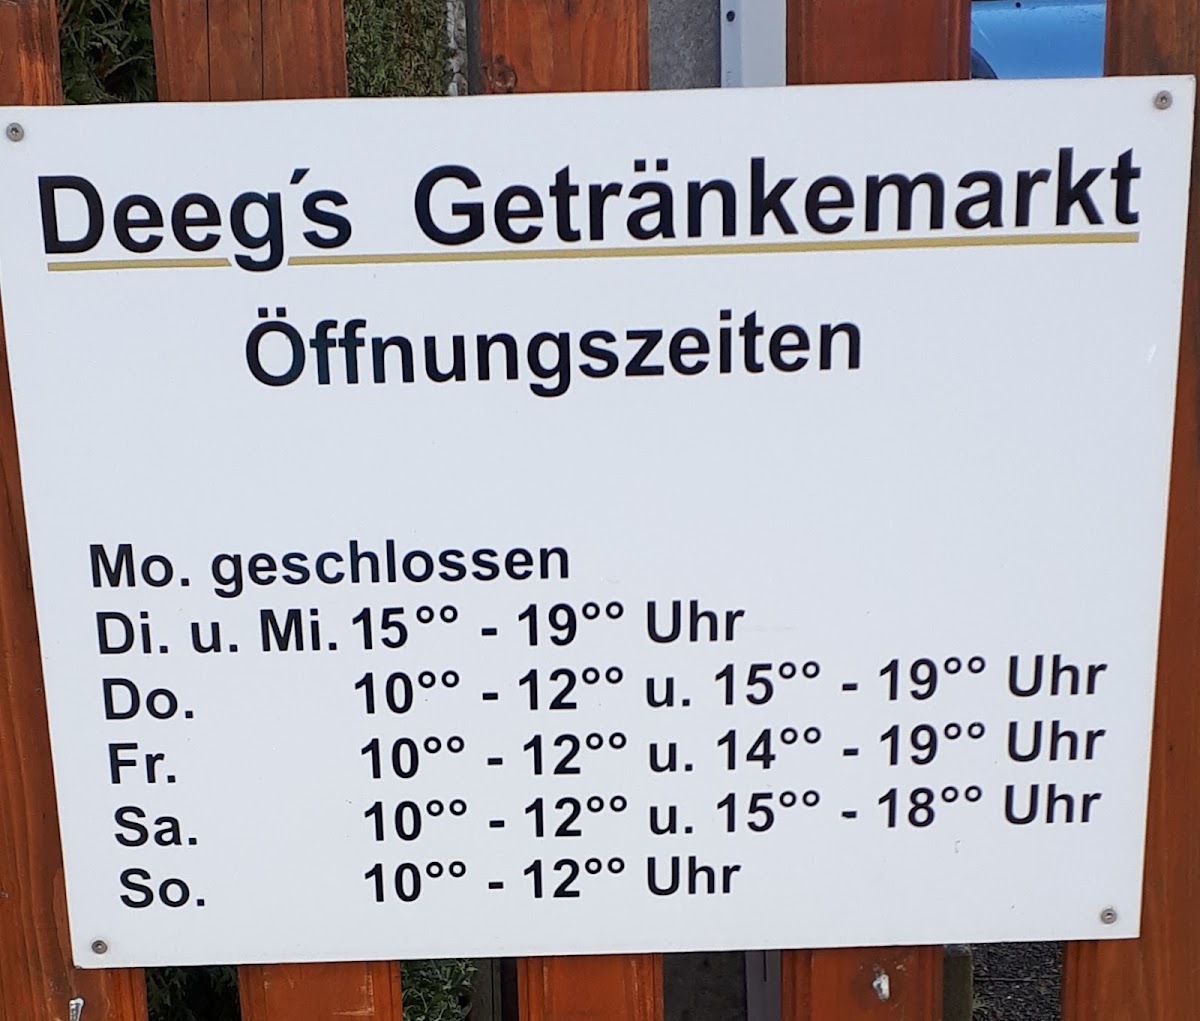 Deeg´s Getränkemarkt
Öffnungszeiten
Mo. geschlossen
Di. u. Mi. 15°° - 19°° Uhr
Do. 10°° - 12°° u. 15°° - 19°° Uhr
Fr. 10°° - 12°° u. 14°° - 19°° Uhr
Sa. 10°° - 12°° u. 15°° - 18°° Uhr
So. 10°° - 12°° Uhr